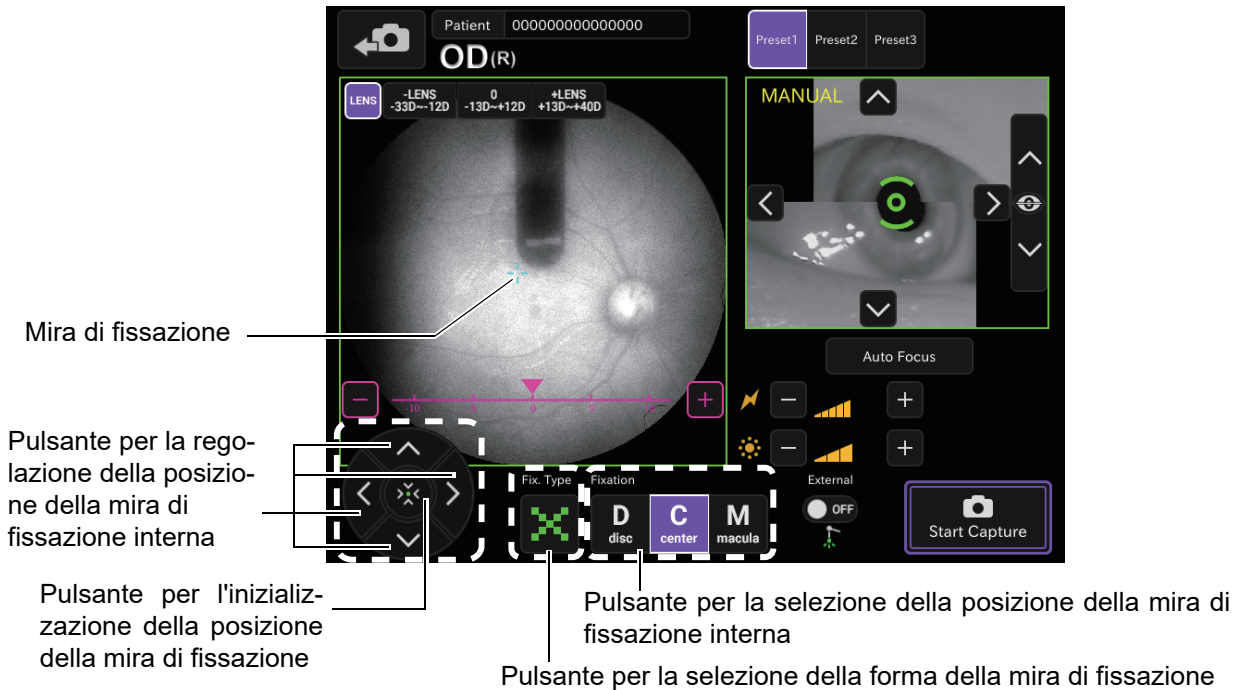 Patient 000000000000000
OD(R)
Preset1 Preset2 Preset3
LENS
-LENS 0 +LENS
-33D~-12D -13D~+12D +13D~+40D
MANUAL
Mira di fissazione
Auto Focus
-10 0 5
Pulsante per la rego-
lazione della posizio-
ne della mira di
fissazione interna
Fix. Type Fixation External
D C M
disc center macula
OFF
Start Capture
Pulsante per l'inizializ-
zazione della posizione
della mira di fissazione
Pulsante per la selezione della posizione della mira di
fissazione interna
Pulsante per la selezione della forma della mira di fissazione